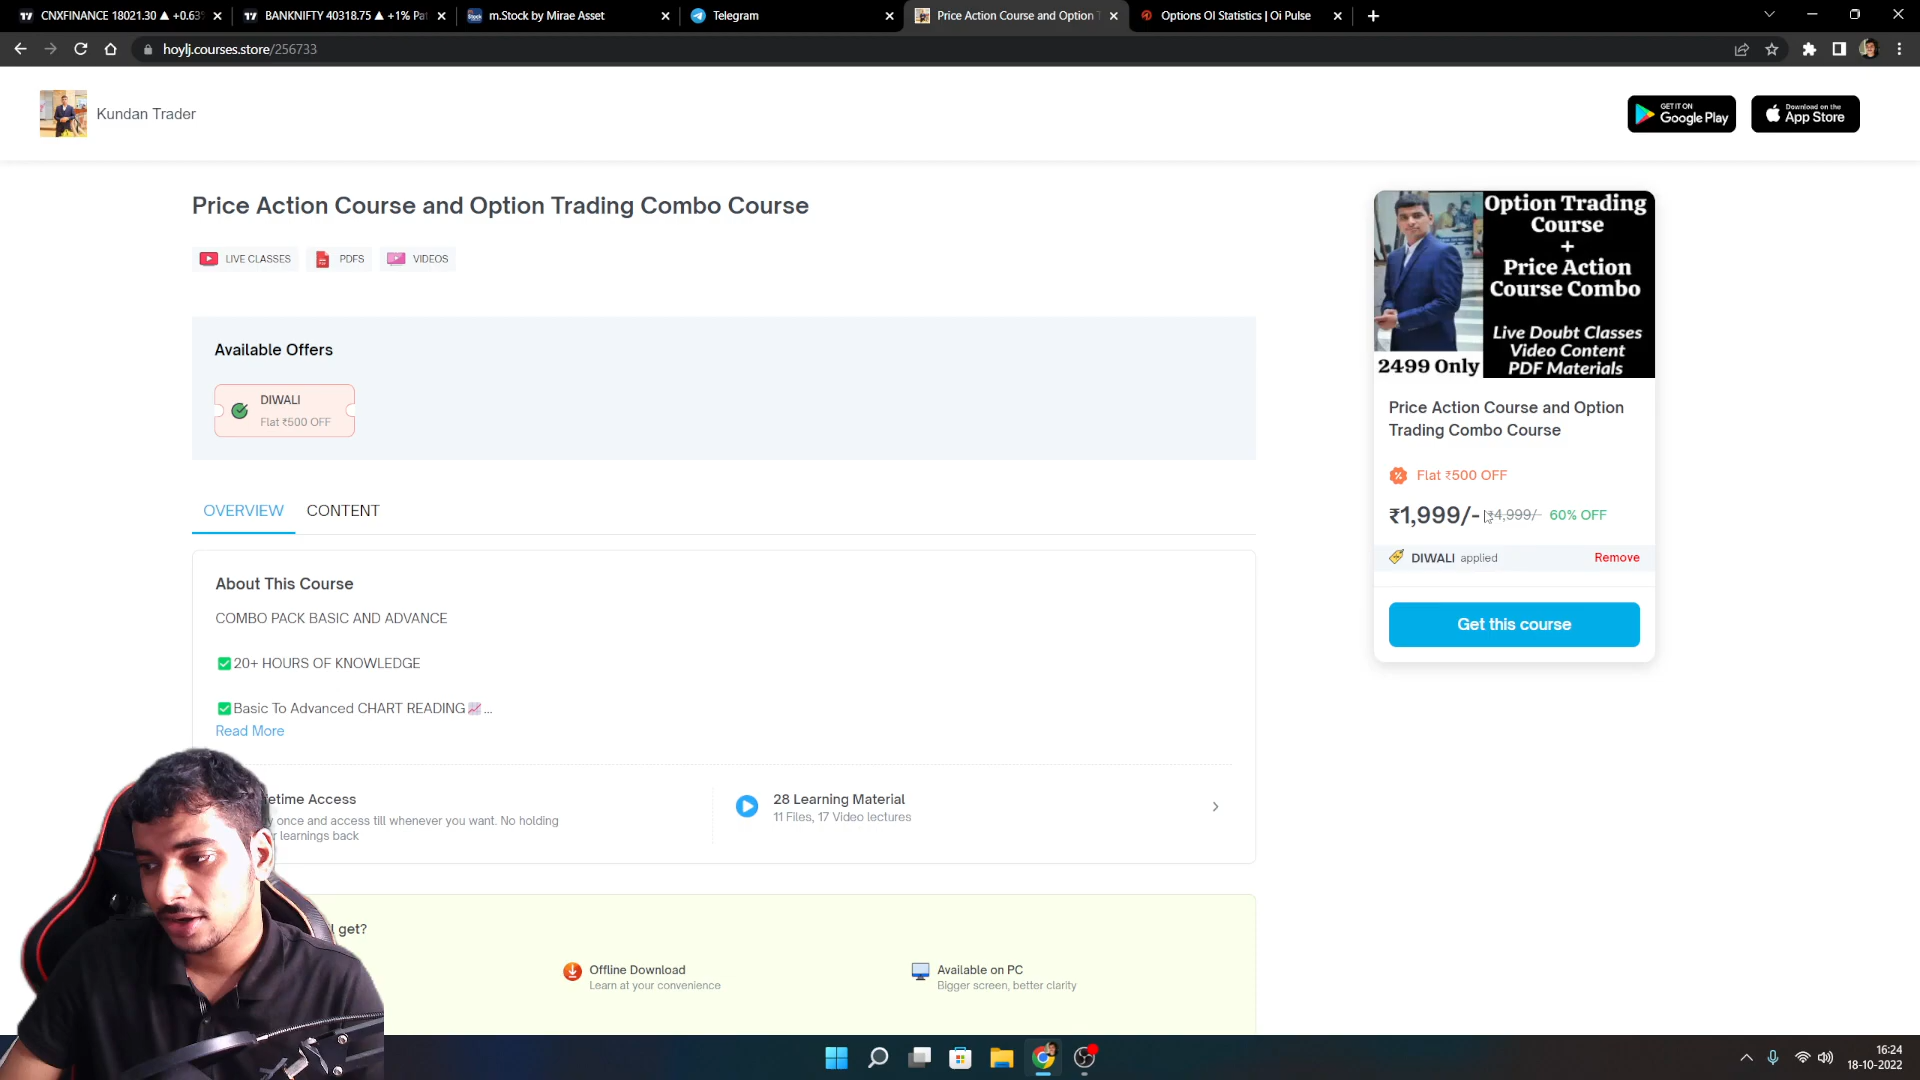 CNXFINANCE 18021.30 ▲ +0.63%
BANKNIFTY 40318.75 ▲ +1% Pat
m.Stock by Mirae Asset
Telegram
Price Action Course and Option T
Options OI Statistics | Oi Pulse
hoylj.courses.store/256733
Kundan Trader
GET IT ON
Google Play
Download on the
App Store
Price Action Course and Option Trading Combo Course
LIVE CLASSES
PDFS
VIDEOS
Available Offers
DIWALI
Flat ₹500 OFF
OVERVIEW
CONTENT
About This Course
COMBO PACK BASIC AND ADVANCE
✅20+ HOURS OF KNOWLEDGE
✅Basic To Advanced CHART READING📈...
Read More
etime Access
y once and access till whenever you want. No holding
r learnings back
28 Learning Material
11 Files, 17 Video lectures
l get?
Offline Download
Learn at your convenience
Available on PC
Bigger screen, better clarity
Option Trading
Course
+
Price Action
Course Combo
Live Doubt Classes
Video Content
PDF Materials
2499 Only
Price Action Course and Option
Trading Combo Course
Flat ₹500 OFF
₹1,999/- ₹4,999/- 60% OFF
DIWALI applied
Remove
Get this course
16:24
18-10-2022